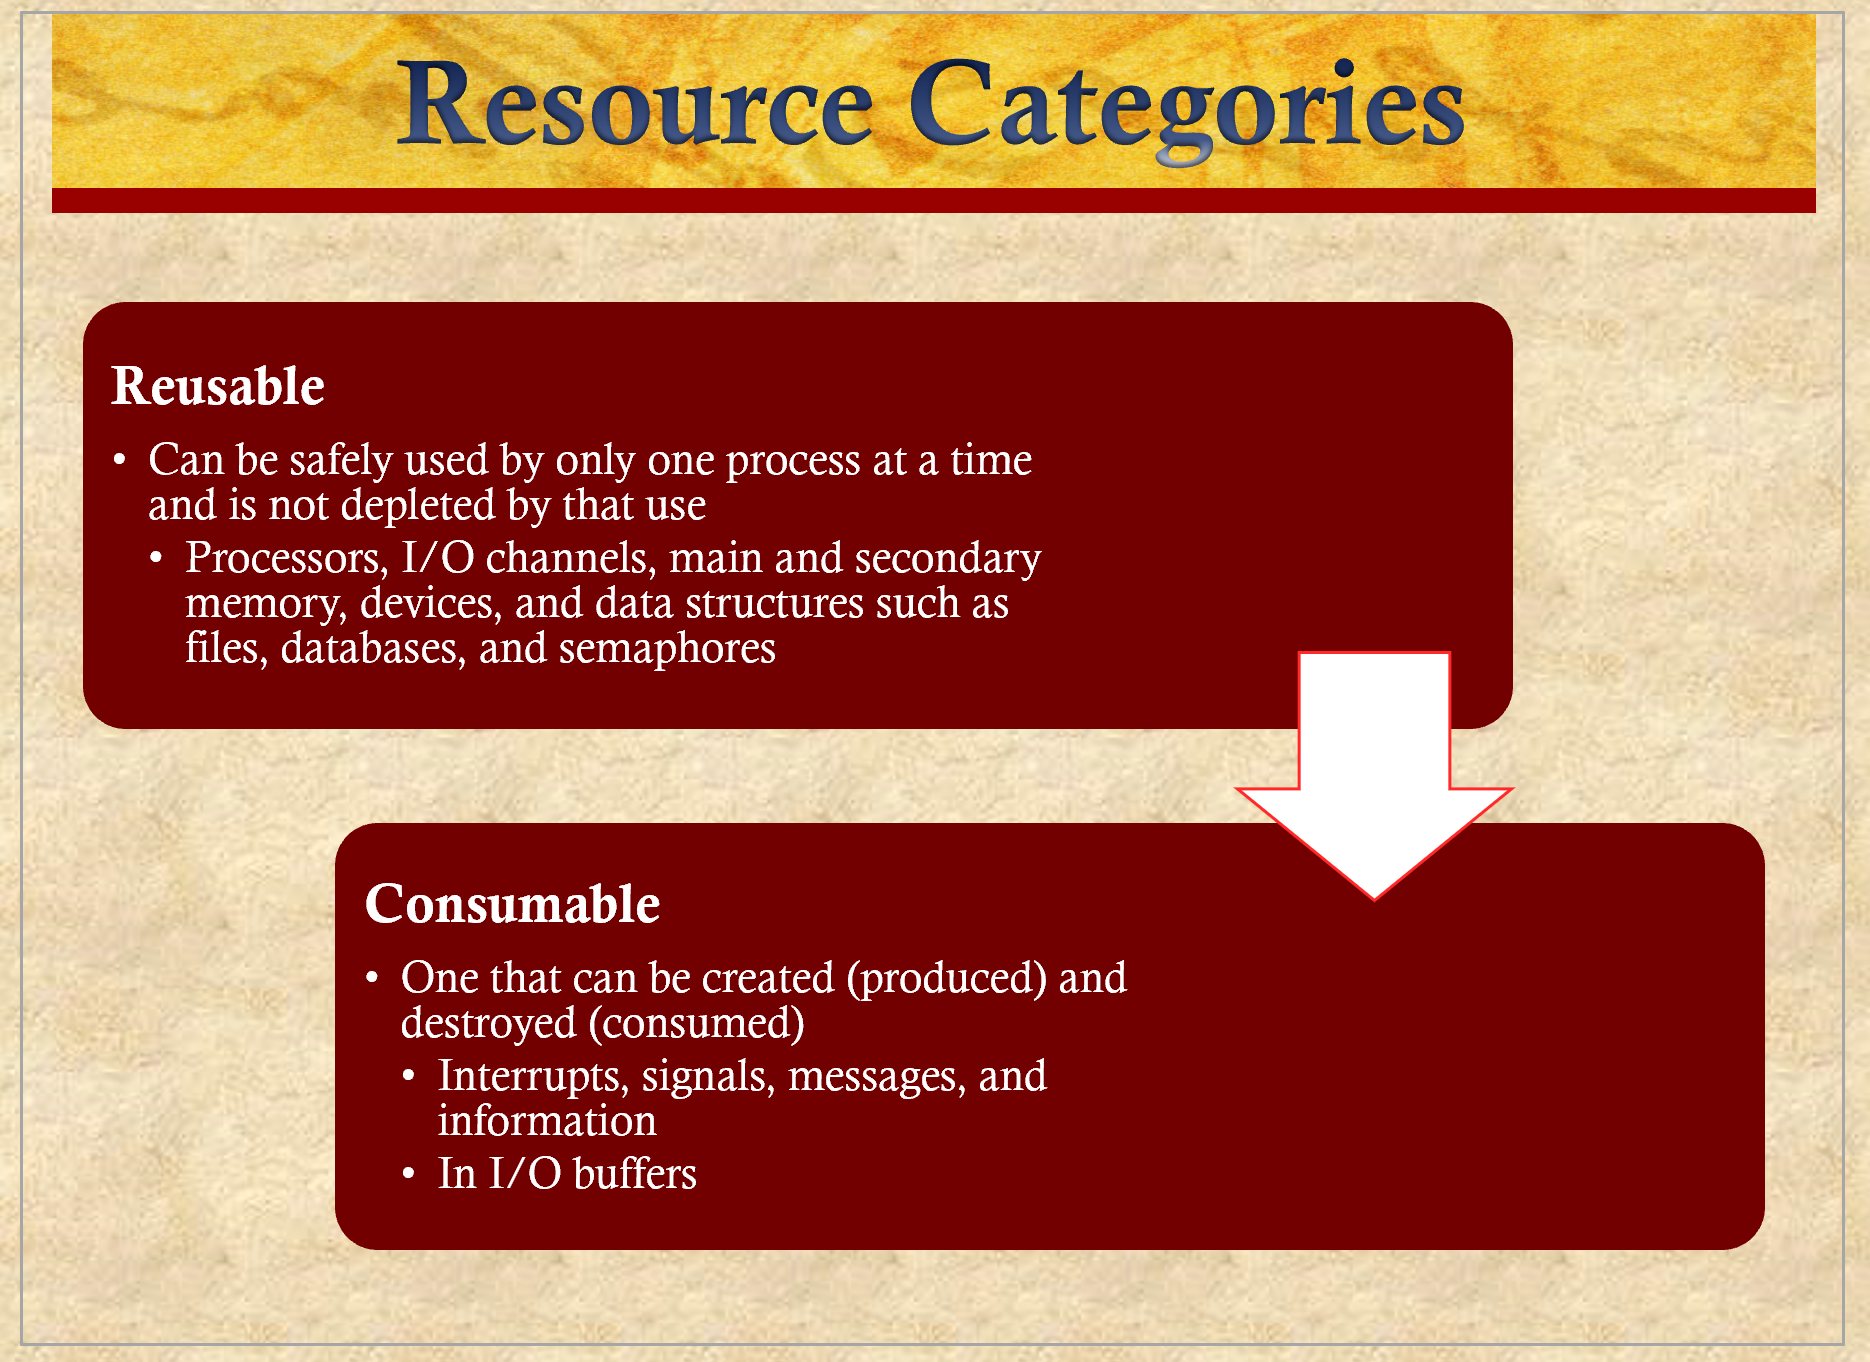 Resource Categories
Reusable
• Can be safely used by only one process at a time
and is not depleted by that use
• Processors, I/O channels, main and secondary
memory, devices, and data structures such as
files, databases, and semaphores
Consumable
• One that can be created (produced) and
destroyed (consumed)
• Interrupts, signals, messages, and
information
• In I/O buffers